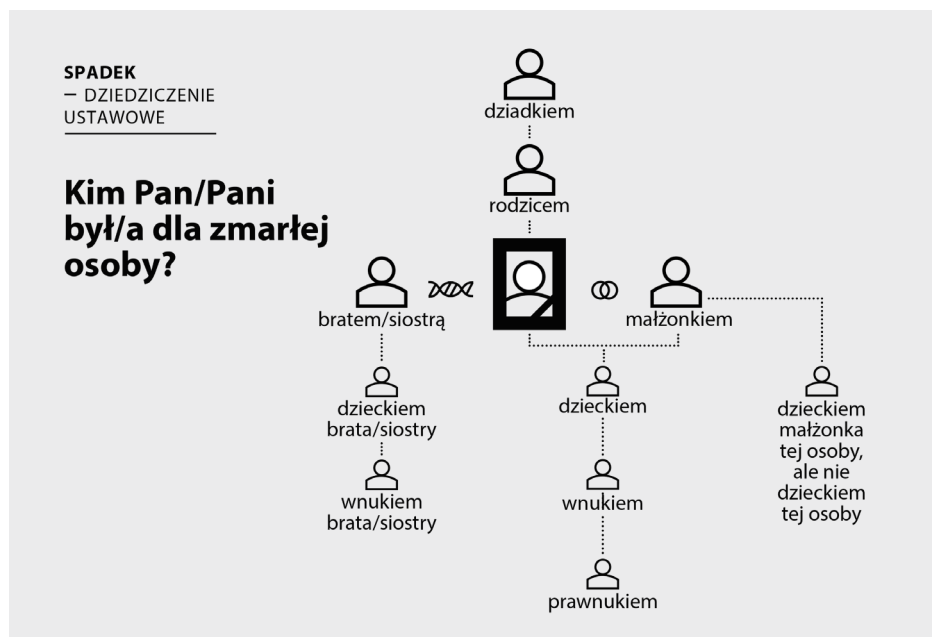 SPADEK
– DZIEDZICZENIE
USTAWOWE
Kim Pan/Pani
był/a dla zmarłej
osoby?
dziadkiem
rodzicem
bratem/siostrą
małżonkiem
dzieckiem
brata/siostry
dzieckiem
dzieckiem
małżonka
tej osoby,
ale nie
dzieckiem
tej osoby
wnukiem
brata/siostry
wnukiem
prawnukiem